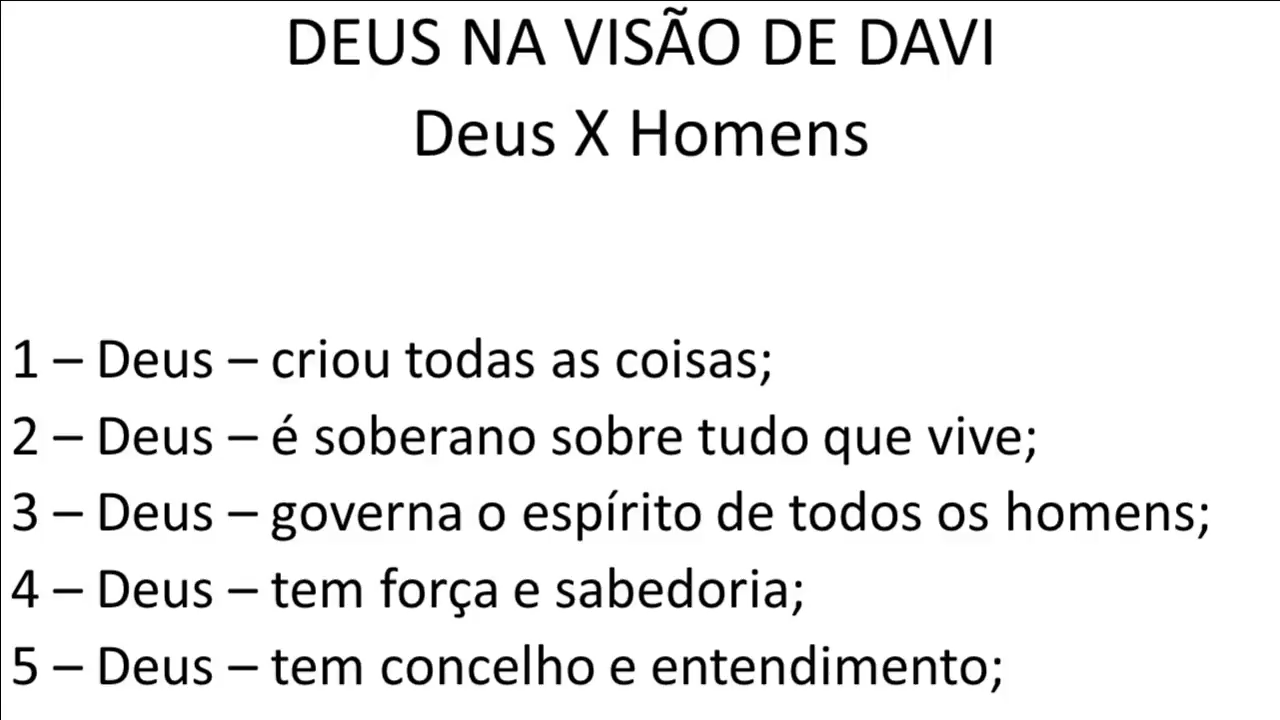 DEUS NA VISÃO DE DAVI
Deus X Homens
1 – Deus – criou todas as coisas;
2 – Deus – é soberano sobre tudo que vive;
3 – Deus – governa o espírito de todos os homens;
4 – Deus – tem força e sabedoria;
5 – Deus – tem concelho e entendimento;